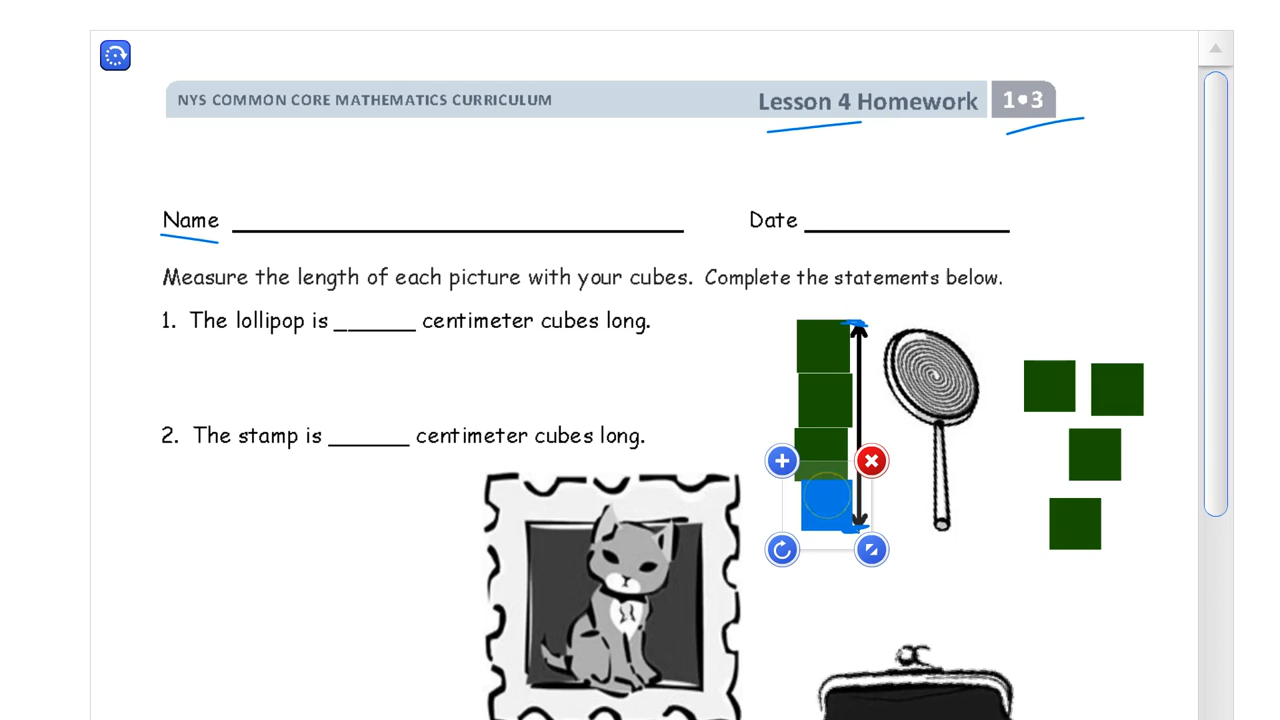 NYS COMMON CORE MATHEMATICS CURRICULUM Lesson 4 Homework 1•3
Name ____________ Date ____________
Measure the length of each picture with your cubes. Complete the statements below.
1. The lollipop is ______ centimeter cubes long.
2. The stamp is ______ centimeter cubes long.